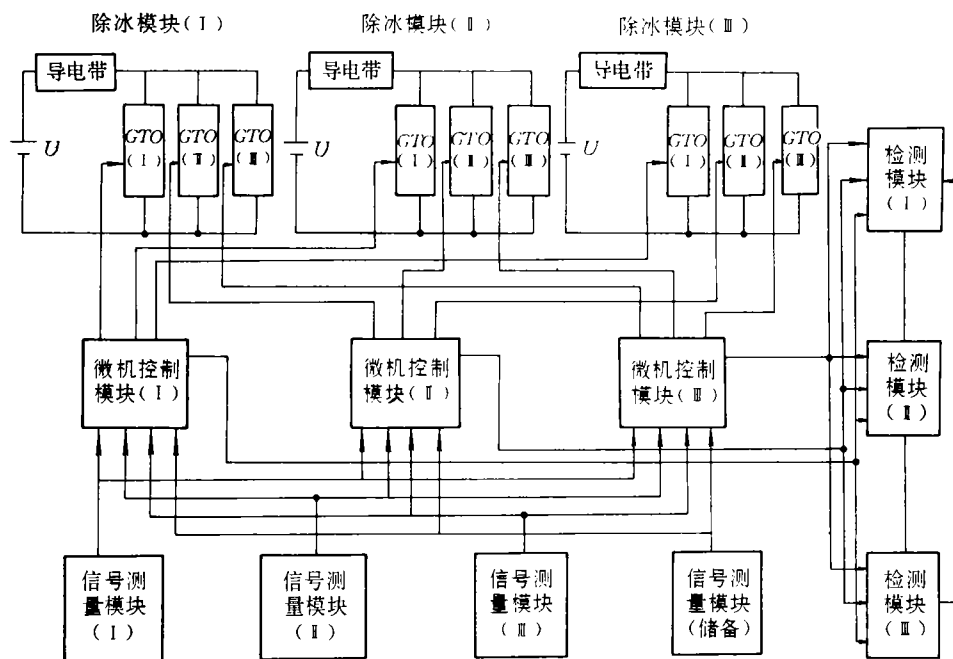 除冰模块(Ⅰ)
除冰模块(Ⅱ)
除冰模块(Ⅲ)
导电带
导电带
导电带
U
GTO
(Ⅰ)
GTO
(Ⅱ)
GTO
(Ⅲ)
U
GTO
(Ⅰ)
GTO
(Ⅱ)
GTO
(Ⅲ)
U
GTO
(Ⅰ)
GTO
(Ⅱ)
GTO
(Ⅲ)
检测
模块
(Ⅰ)
微机控制
模块(Ⅰ)
微机控制
模块(Ⅱ)
微机控制
模块(Ⅲ)
检测
模块
(Ⅱ)
信号测
量模块
(Ⅰ)
信号测
量模块
(Ⅱ)
信号测
量模块
(Ⅲ)
信号测
量模块
(储备)
检测
模块
(Ⅲ)